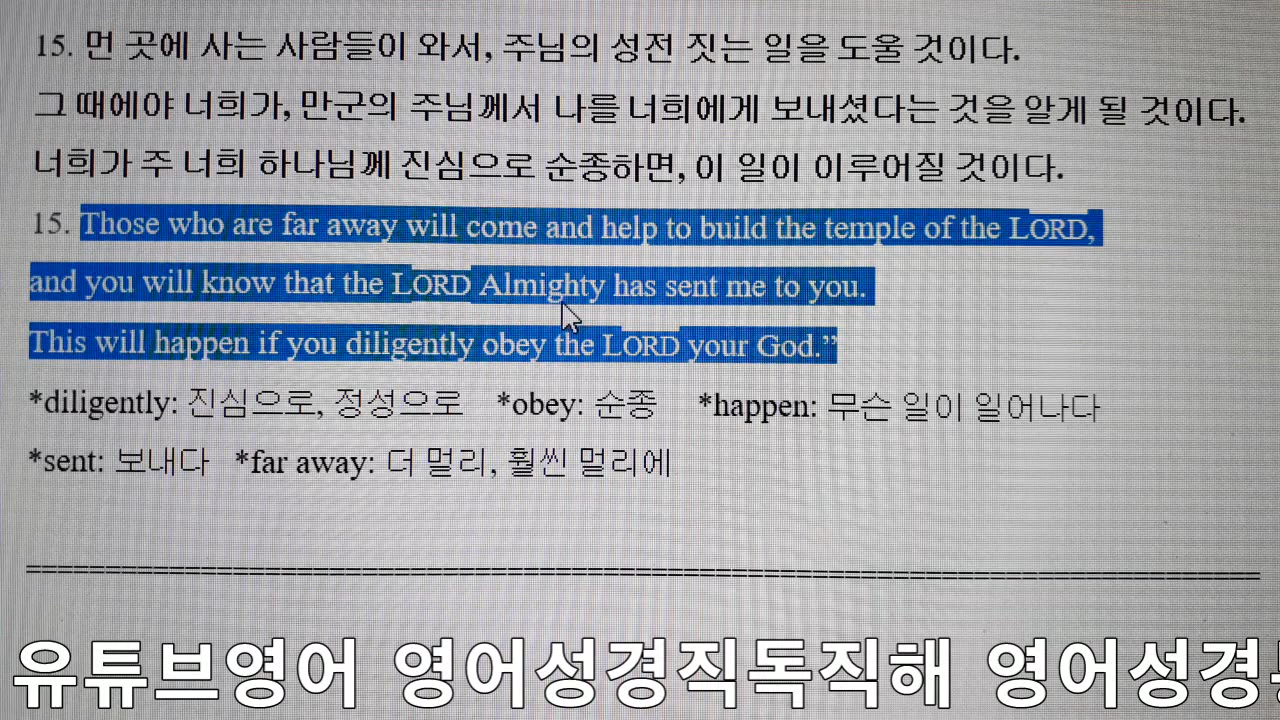 15. 먼 곳에 사는 사람들이 와서, 주님의 성전 짓는 일을 도울 것이다.
그 때에야 너희가, 만군의 주님께서 나를 너희에게 보내셨다는 것을 알게 될 것이다.
너희가 주 너희 하나님께 진심으로 순종하면, 이 일이 이루어질 것이다.
15. Those who are far away will come and help to build the temple of the LORD,
and you will know that the LORD Almighty has sent me to you.
This will happen if you diligently obey the LORD your God.”
*diligently: 진심으로, 정성으로 *obey: 순종 *happen: 무슨 일이 일어나다
*sent: 보내다 *far away: 더 멀리, 훨씬 멀리에
==========
유튜브영어 영어성경직독직해 영어성경